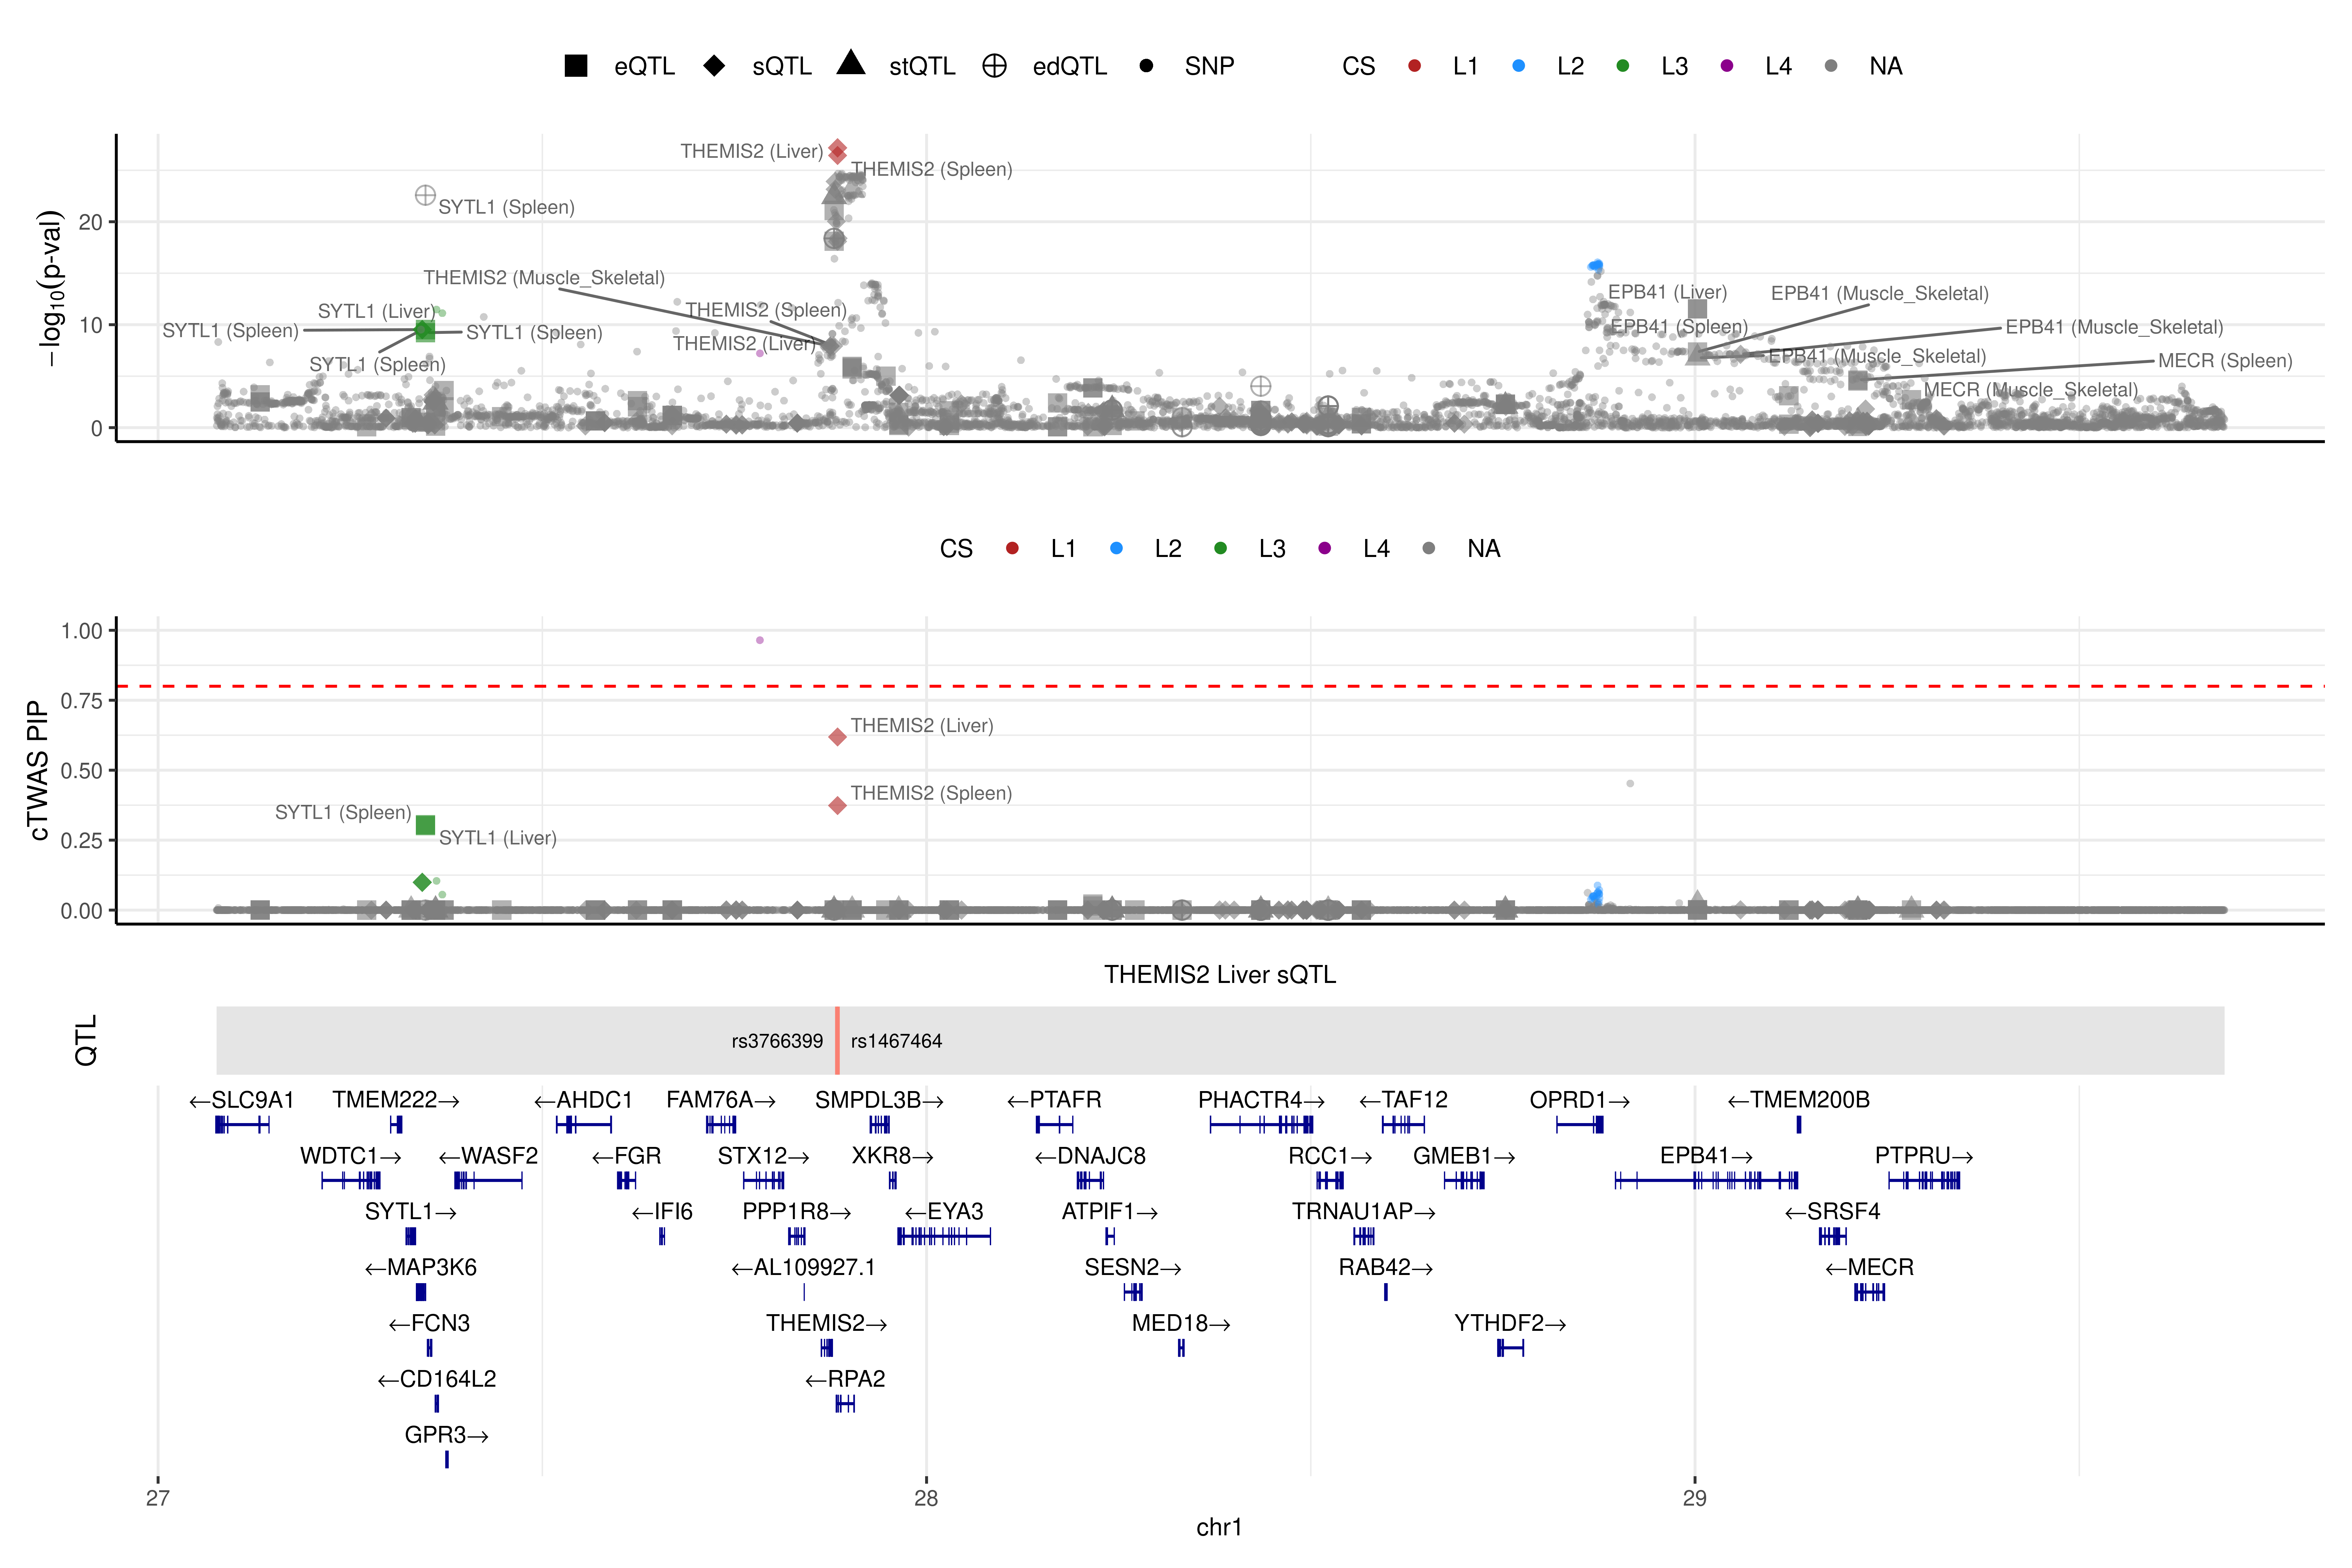 eQTL sQTL stQTL edQTL SNP CS L1 L2 L3 L4 NA
THEMIS2 (Liver)
THEMIS2 (Spleen)
SYTL1 (Spleen)
20
−log10(p-val)
THEMIS2 (Muscle_Skeletal)
EPB41 (Liver)
EPB41 (Muscle_Skeletal)
SYTL1 (Liver)
THEMIS2 (Spleen)
10
SYTL1 (Spleen)
SYTL1 (Spleen)
EPB41 (Spleen)
EPB41 (Muscle_Skeletal)
THEMIS2 (Liver)
EPB41 (Muscle_Skeletal)
MECR (Spleen)
SYTL1 (Spleen)
MECR (Muscle_Skeletal)
0
CS L1 L2 L3 L4 NA
1.00
0.75
THEMIS2 (Liver)
cTWAS PIP
0.50
THEMIS2 (Spleen)
SYTL1 (Spleen)
SYTL1 (Liver)
0.25
0.00
THEMIS2 Liver sQTL
QTL
rs3766399 rs1467464
←SLC9A1 TMEM222→ ←AHDC1 FAM76A→ SMPDL3B→ ←PTAFR PHACTR4→ ←TAF12 OPRD1→ ←TMEM200B
WDTC1→ ←WASF2 ←FGR STX12→ XKR8→ ←DNAJC8 RCC1→ GMEB1→ EPB41→ PTPRU→
SYTL1→ ←IFI6 PPP1R8→ ←EYA3 ATPIF1→ TRNAU1AP→ ←SRSF4
←MAP3K6 ←AL109927.1 SESN2→ RAB42→ ←MECR
←FCN3 THEMIS2→ MED18→ YTHDF2→
←CD164L2 ←RPA2
GPR3→
27 28 29
chr1